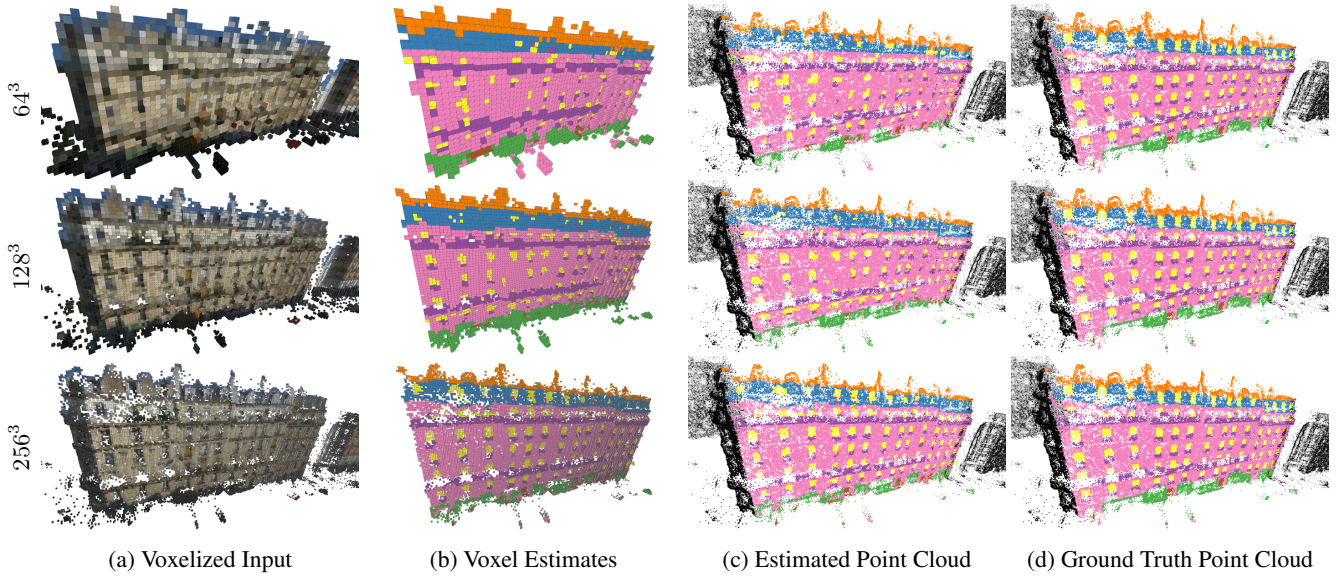 64³
128³
256³
(a) Voxelized Input (b) Voxel Estimates (c) Estimated Point Cloud (d) Ground Truth Point Cloud